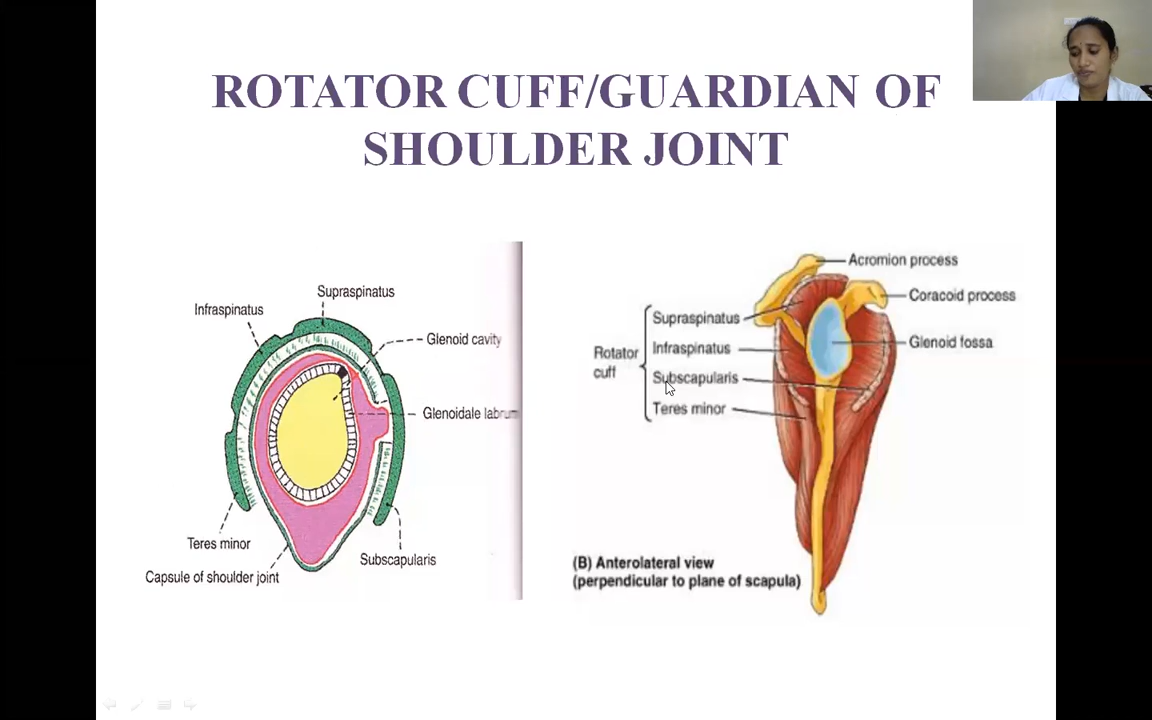 ROTATOR CUFF/GUARDIAN OF
SHOULDER JOINT
Supraspinatus
Infraspinatus
Glenoid cavity
Glenoidale labrum
Teres minor
Subscapularis
Capsule of shoulder joint
Acromion process
Coracoid process
Supraspinatus
Glenoid fossa
Infraspinatus
Rotator
cuff
Subscapularis
Teres minor
(B) Anterolateral view
(perpendicular to plane of scapula)